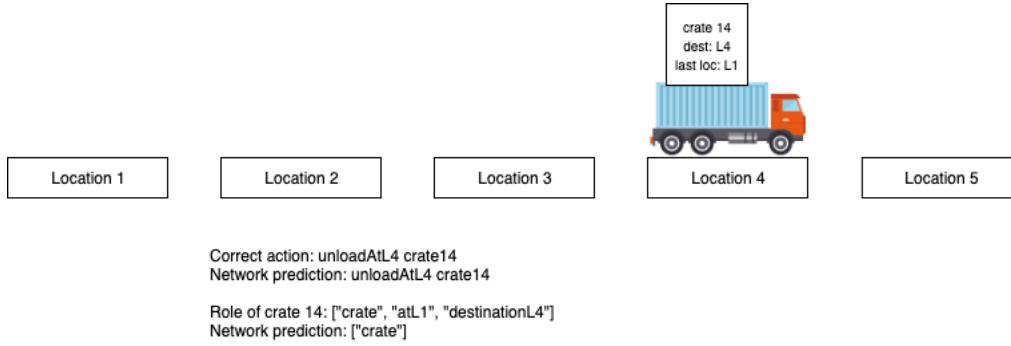 crate 14
dest: L4
last loc: L1
Location 1
Location 2
Location 3
Location 4
Location 5
Correct action: unloadAtL4 crate14
Network prediction: unloadAtL4 crate14
Role of crate 14: ["crate", "atL1", "destinationL4"]
Network prediction: ["crate"]